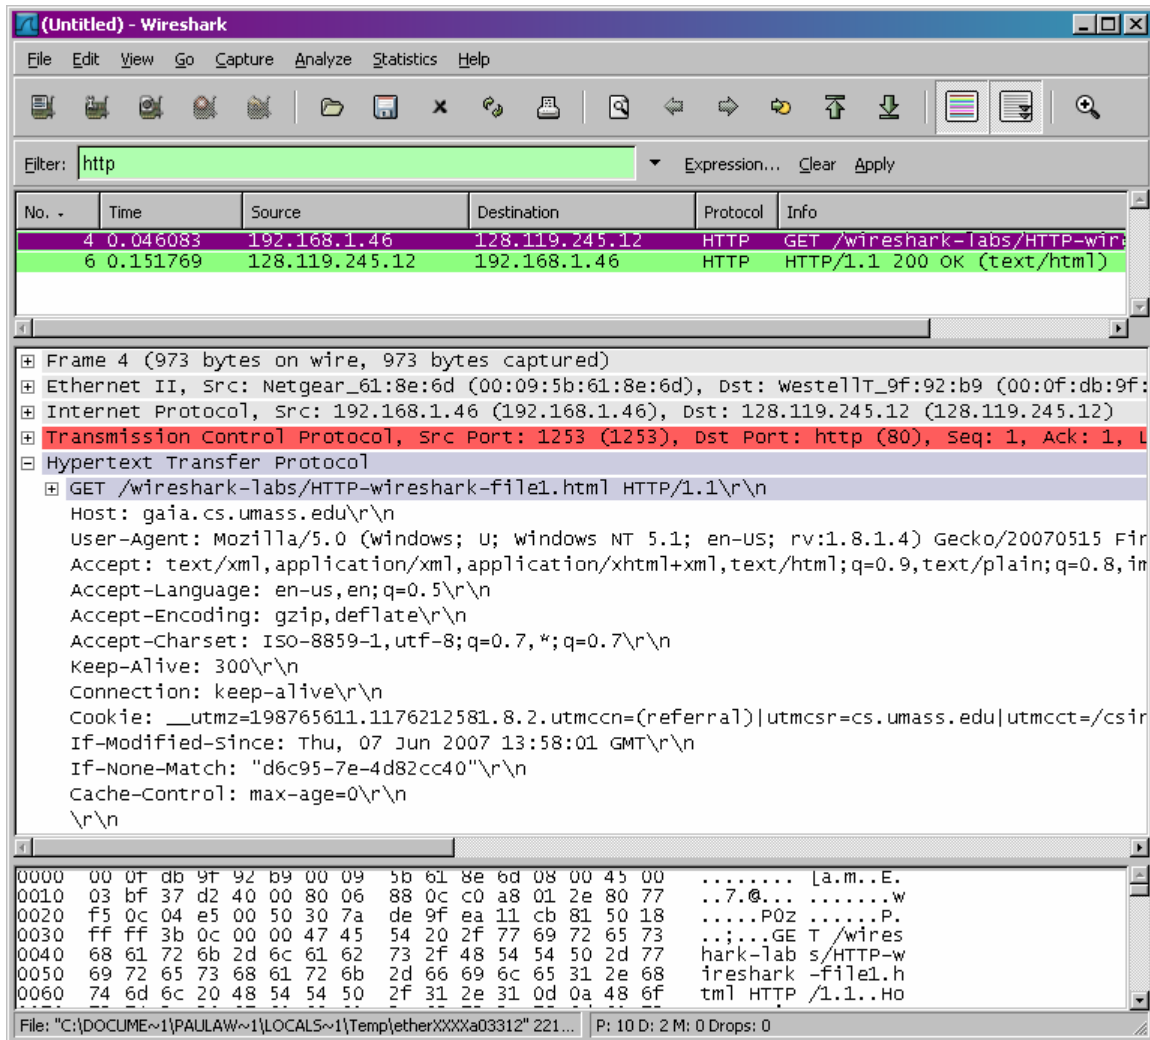 (Untitled) - Wireshark
File Edit View Go Capture Analyze Statistics Help
Filter: http Expression... Clear Apply
No. Time Source Destination Protocol Info
4 0.046083 192.168.1.46 128.119.245.12 HTTP GET /wireshark-labs/HTTP-wire
6 0.151769 128.119.245.12 192.168.1.46 HTTP HTTP/1.1 200 OK (text/html)
Frame 4 (973 bytes on wire, 973 bytes captured)
Ethernet II, Src: Netgear_61:8e:6d (00:09:5b:61:8e:6d), Dst: WestellT_9f:92:b9 (00:0f:db:9f:
Internet Protocol, Src: 192.168.1.46 (192.168.1.46), Dst: 128.119.245.12 (128.119.245.12)
Transmission Control Protocol, Src Port: 1253 (1253), Dst Port: http (80), Seq: 1, Ack: 1, L
Hypertext Transfer Protocol
GET /wireshark-labs/HTTP-wireshark-file1.html HTTP/1.1\r\n
Host: gaia.cs.umass.edu\r\n
User-Agent: Mozilla/5.0 (Windows; U; Windows NT 5.1; en-US; rv:1.8.1.4) Gecko/20070515 Fir
Accept: text/xml,application/xml,application/xhtml+xml,text/html;q=0.9,text/plain;q=0.8,im
Accept-Language: en-us,en;q=0.5\r\n
Accept-Encoding: gzip,deflate\r\n
Accept-Charset: ISO-8859-1,utf-8;q=0.7,*;q=0.7\r\n
Keep-Alive: 300\r\n
Connection: keep-alive\r\n
Cookie: __utmz=198765611.1176212581.8.2.utmccn=(referral)|utmcsr=cs.umass.edu|utmcct=/csir
If-Modified-Since: Thu, 07 Jun 2007 13:58:01 GMT\r\n
If-None-Match: "d6c95-7e-4d82cc40"\r\n
Cache-Control: max-age=0\r\n
\r\n
0000 00 0f db 9f 92 b9 00 09 5b 61 8e 6d 08 00 45 00 ........ [a.m..E.
0010 03 bf 37 d2 40 00 80 06 88 0c c0 a8 01 2e 80 77 ..7.@... .......w
0020 f5 0c 04 e5 00 50 30 7a de 9f ea 11 cb 81 50 18 .....P0z ......P.
0030 ff ff 3b 0c 00 00 47 45 54 20 2f 77 69 72 65 73 ..;...GE T /wires
0040 68 61 72 6b 2d 6c 61 62 73 2f 48 54 54 50 2d 77 hark-lab s/HTTP-w
0050 69 72 65 73 68 61 72 6b 2d 66 69 6c 65 31 2e 68 ireshark -file1.h
0060 74 6d 6c 20 48 54 54 50 2f 31 2e 31 0d 0a 48 6f tml HTTP /1.1..Ho
File: "C:\DOCUME~1\PAULAW~1\LOCALS~1\Temp\etherXXXXa03312" 221... P: 10 D: 2 M: 0 Drops: 0